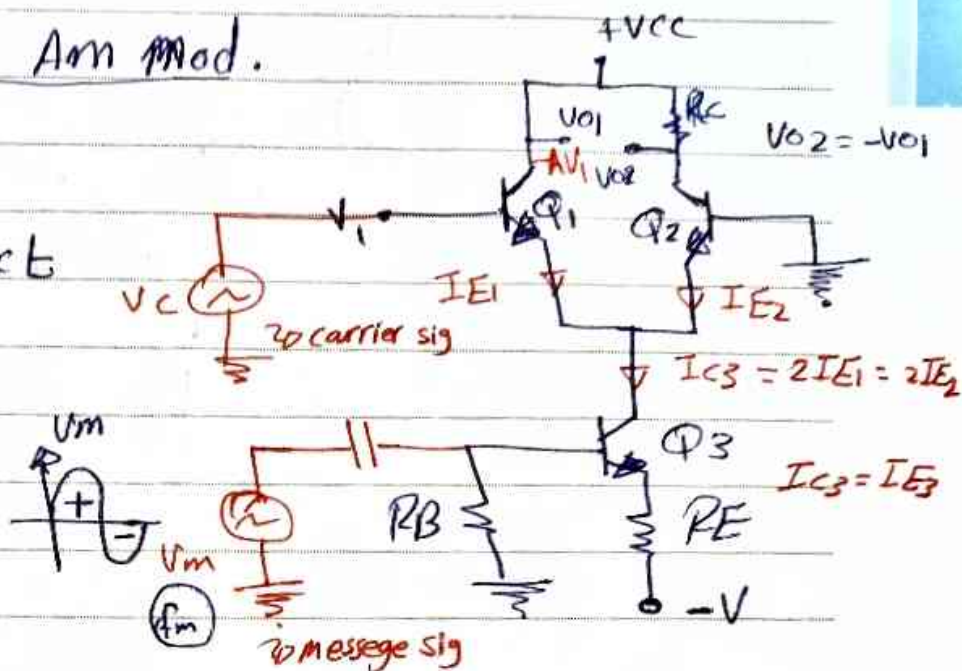 Am Mod.
+VCC
RC
VO1
VO2 = -VO1
AV1
VO2
V1
Q1
Q2
ct
VC
IE1
IE2
carrier sig
IC3 = 2IE1 = 2IE2
Vm
Q3
IC3 = IE3
+
-
RB
RE
Vm
-V
fm
messege sig